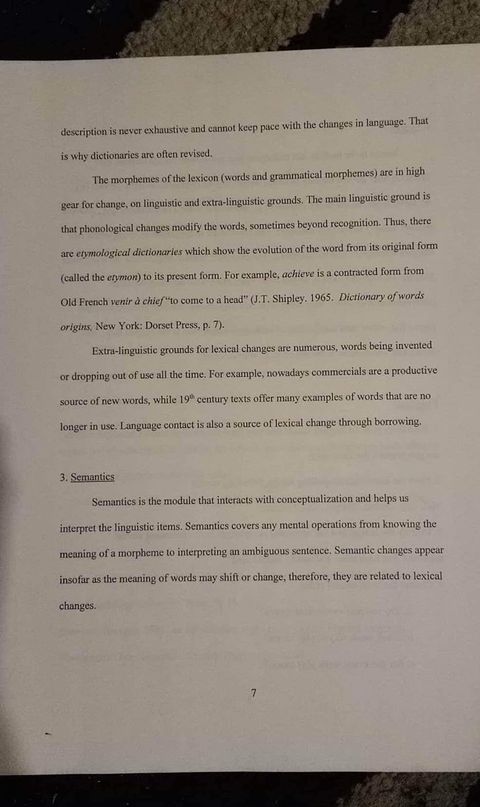 description is never exhaustive and cannot keep pace with the changes in language. That
is why dictionaries are often revised.
The morphemes of the lexicon (words and grammatical morphemes) are in high
gear for change, on linguistic and extra-linguistic grounds. The main linguistic ground is
that phonological changes modify the words, sometimes beyond recognition. Thus, there
are etymological dictionaries which show the evolution of the word from its original form
(called the etymon) to its present form. For example, achieve is a contracted form from
Old French venir à chief "to come to a head" (J.T. Shipley. 1965. Dictionary of words
origins, New York: Dorset Press, p. 7).
Extra-linguistic grounds for lexical changes are numerous, words being invented
or dropping out of use all the time. For example, nowadays commercials are a productive
source of new words, while 19th century texts offer many examples of words that are no
longer in use. Language contact is also a source of lexical change through borrowing.
3. Semantics
Semantics is the module that interacts with conceptualization and helps us
interpret the linguistic items. Semantics covers any mental operations from knowing the
meaning of a morpheme to interpreting an ambiguous sentence. Semantic changes appear
insofar as the meaning of words may shift or change, therefore, they are related to lexical
changes.
7